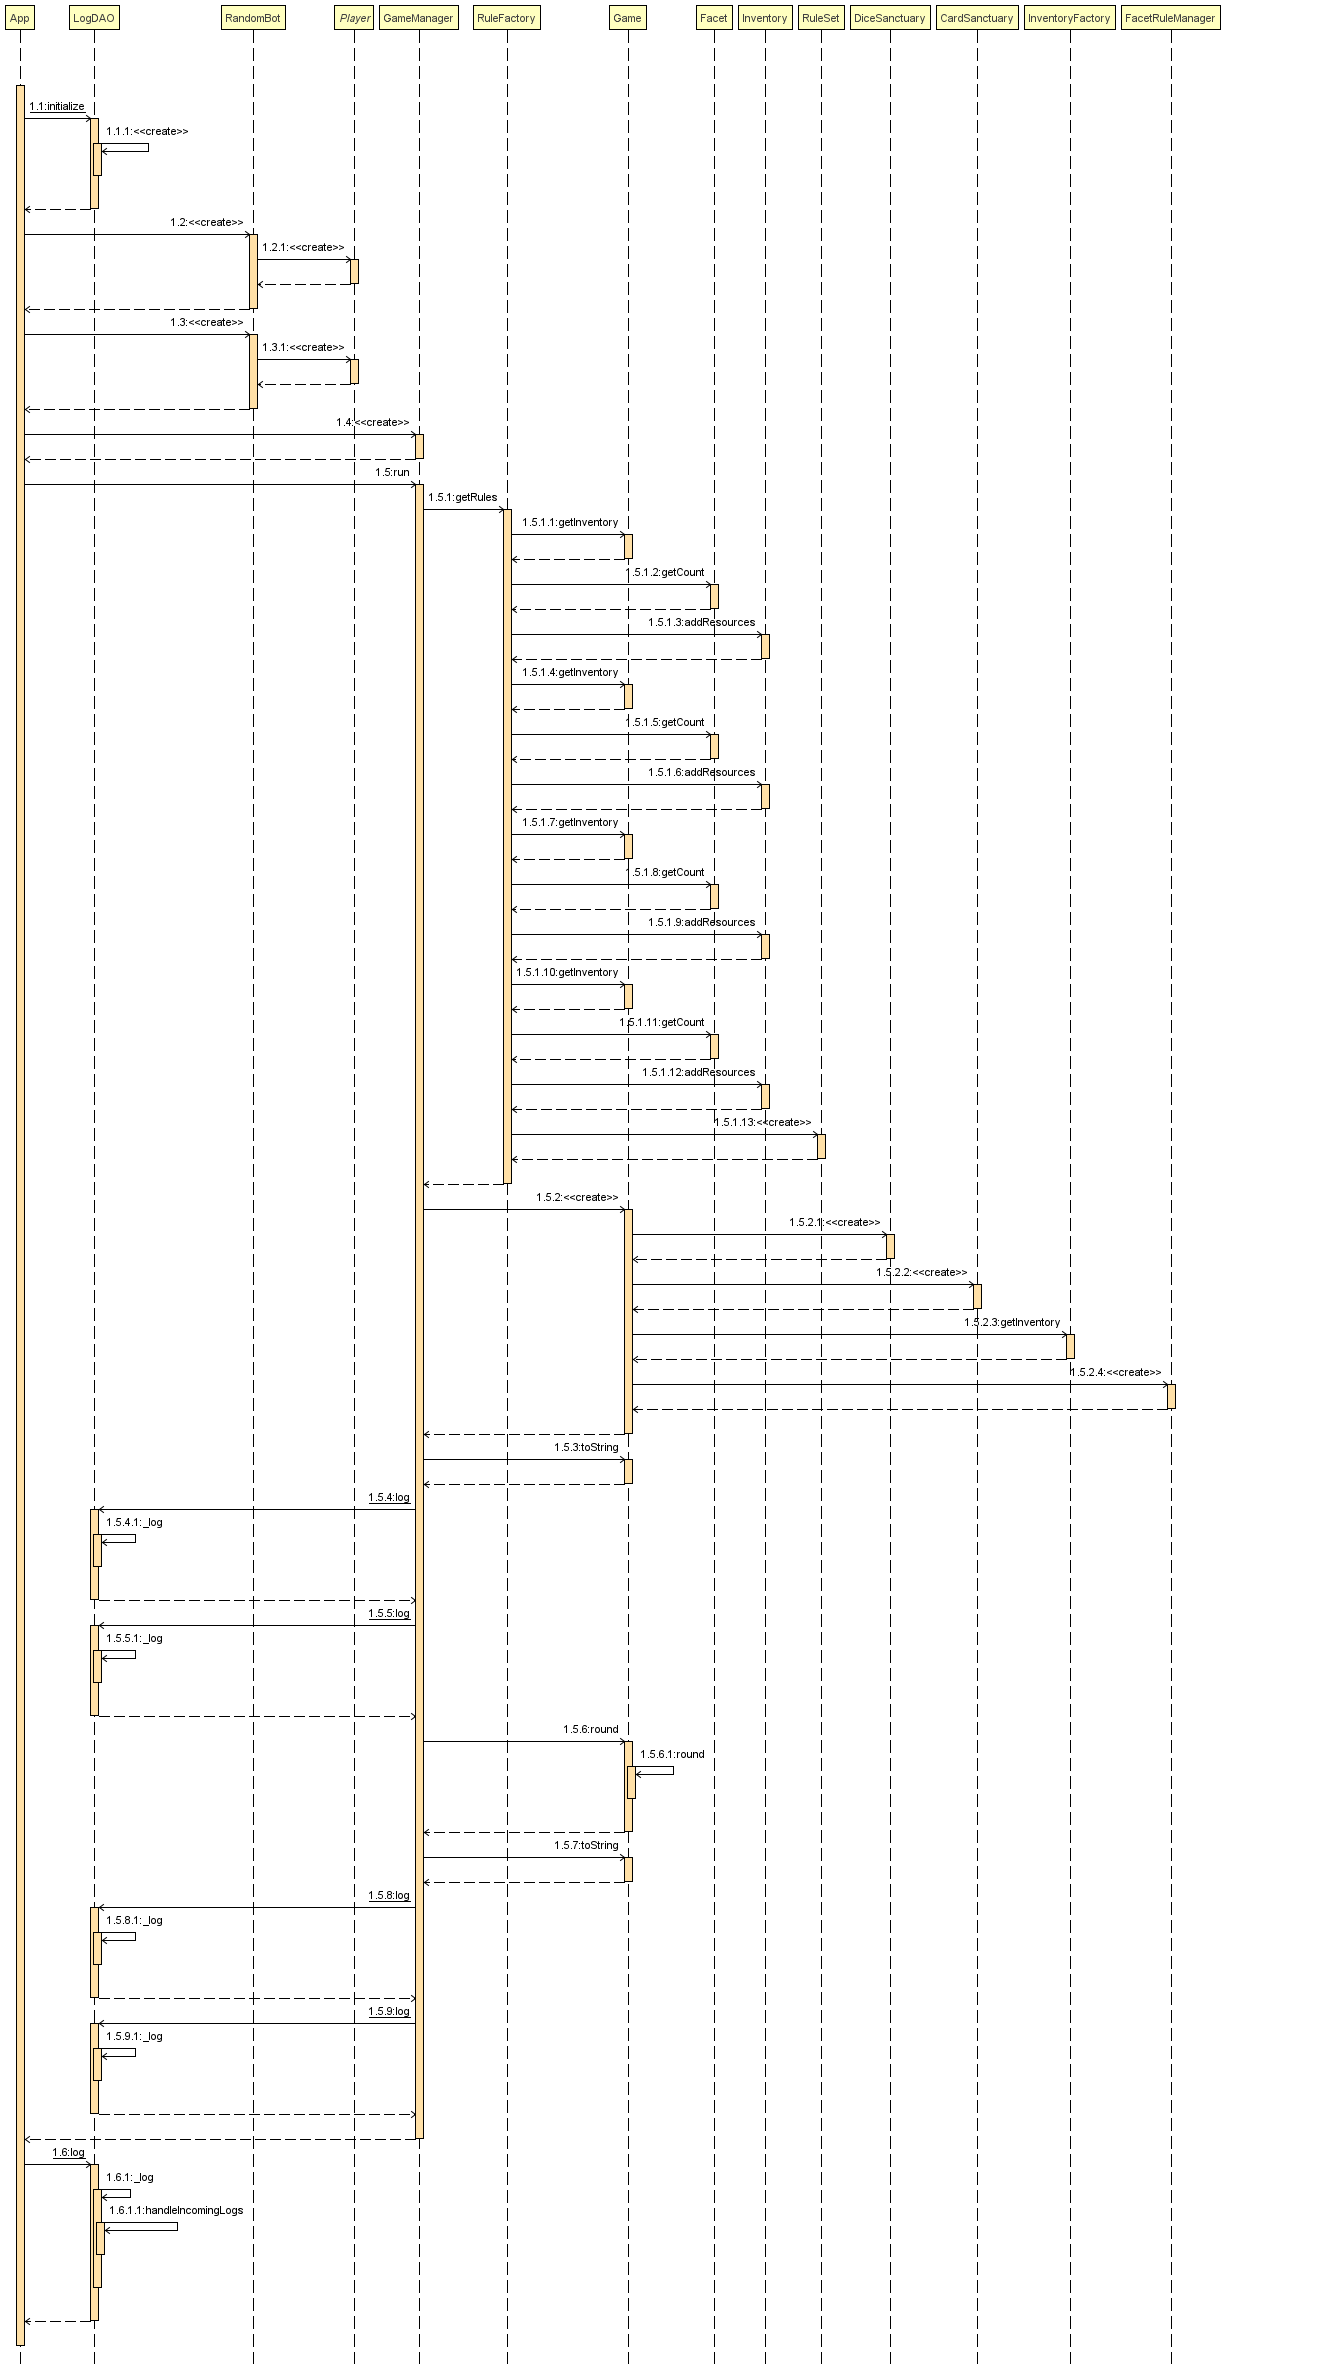 App LogDAO RandomBot Player GameManager RuleFactory Game Facet Inventory RuleSet DiceSanctuary CardSanctuary InventoryFactory FacetRuleManager
1.1:initialize
1.1.1:<<create>>
1.2:<<create>>
1.2.1:<<create>>
1.3:<<create>>
1.3.1:<<create>>
1.4:<<create>>
1.5:run
1.5.1:getRules
1.5.1.1:getInventory
1.5.1.2:getCount
1.5.1.3:addResources
1.5.1.4:getInventory
1.5.1.5:getCount
1.5.1.6:addResources
1.5.1.7:getInventory
1.5.1.8:getCount
1.5.1.9:addResources
1.5.1.10:getInventory
1.5.1.11:getCount
1.5.1.12:addResources
1.5.1.13:<<create>>
1.5.2:<<create>>
1.5.2.1:<<create>>
1.5.2.2:<<create>>
1.5.2.3:getInventory
1.5.2.4:<<create>>
1.5.3:toString
1.5.4:log
1.5.4.1:_log
1.5.5:log
1.5.5.1:_log
1.5.6:round
1.5.6.1:round
1.5.7:toString
1.5.8:log
1.5.8.1:_log
1.5.9:log
1.5.9.1:_log
1.6:log
1.6.1:_log
1.6.1.1:handleIncomingLogs